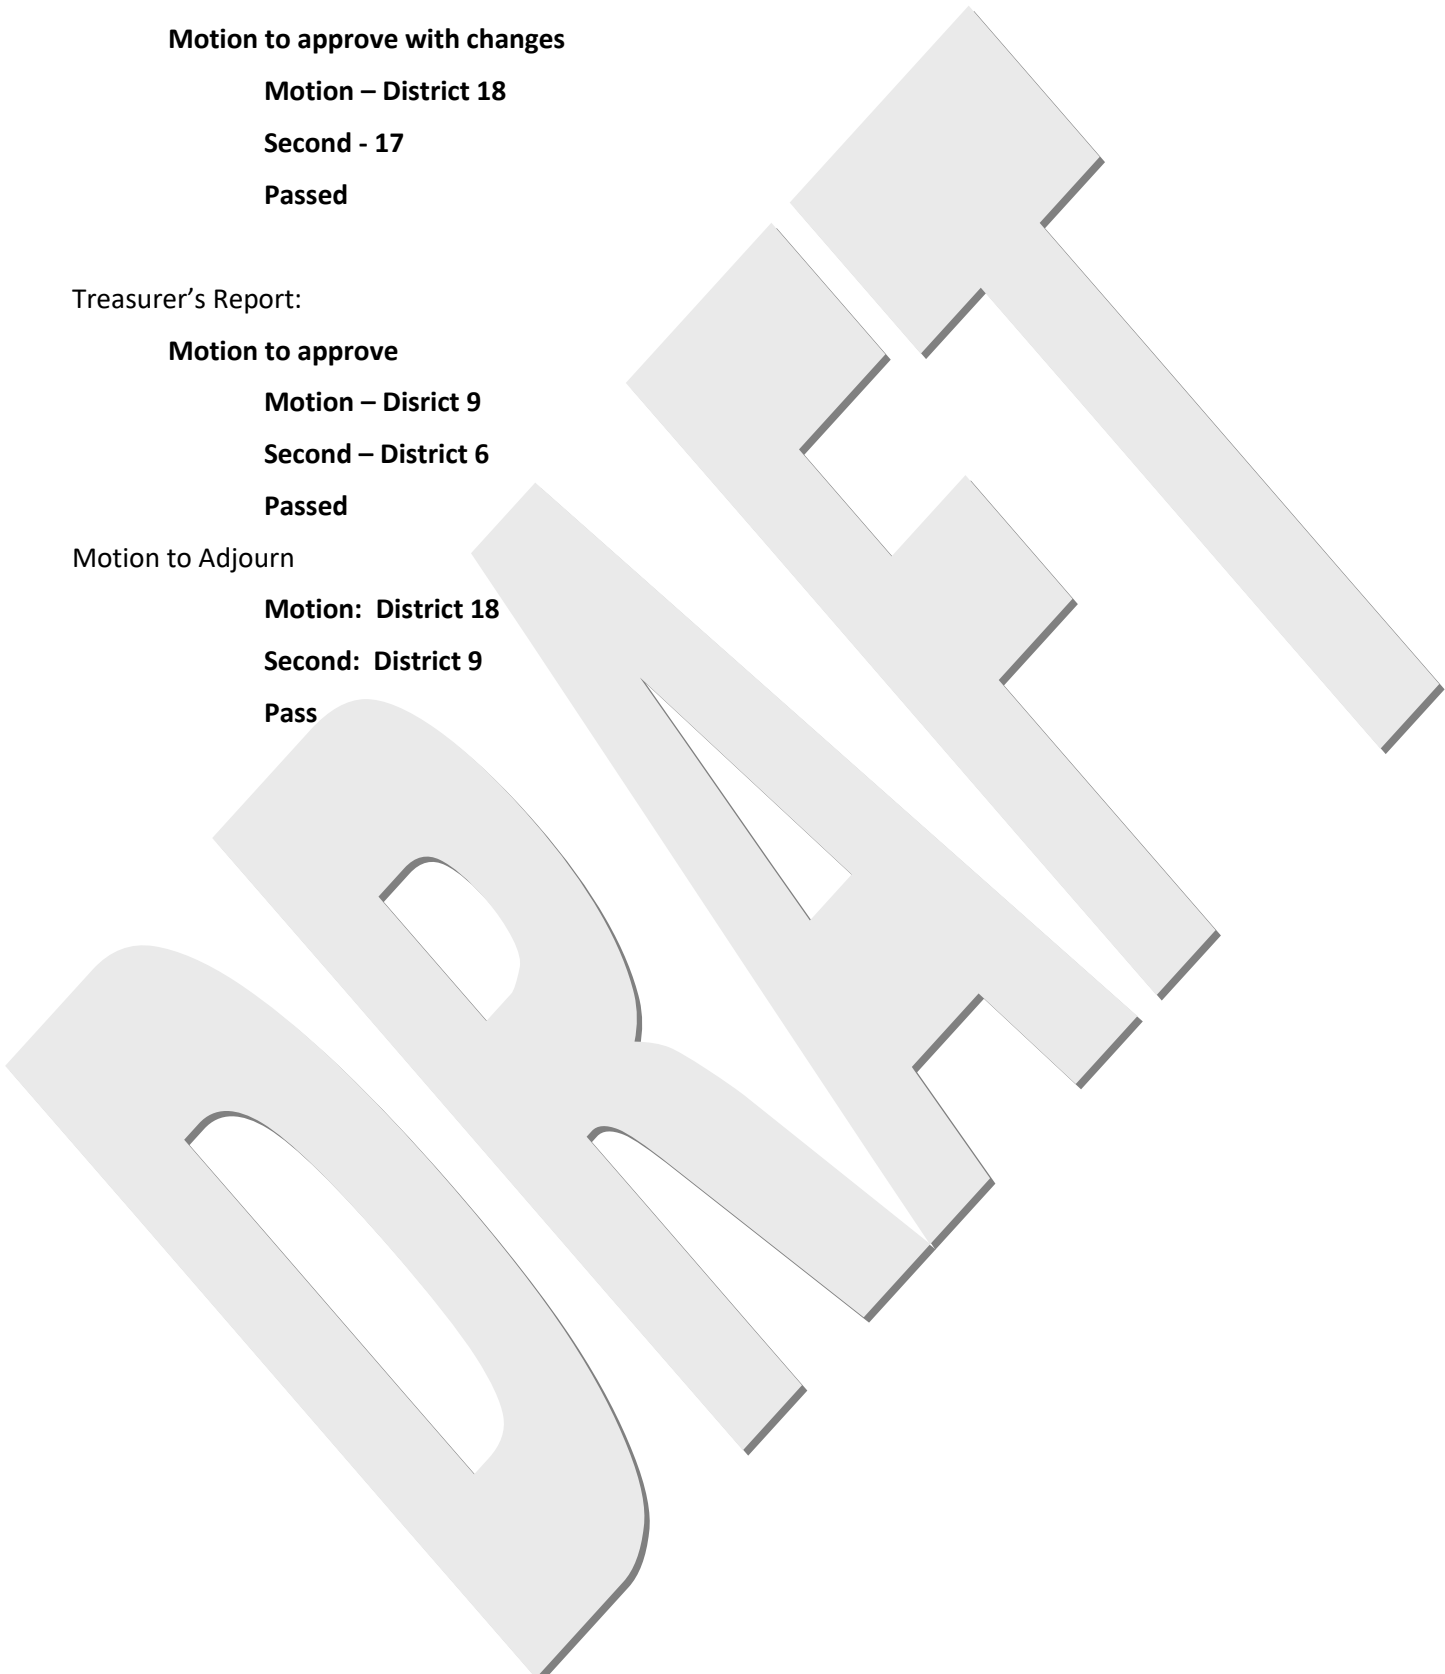 Motion to approve with changes
Motion – District 18
Second - 17
Passed
Treasurer’s Report:
Motion to approve
Motion – Disrict 9
Second – District 6
Passed
Motion to Adjourn
Motion:  District 18
Second:  District 9
Pass
DRAFT